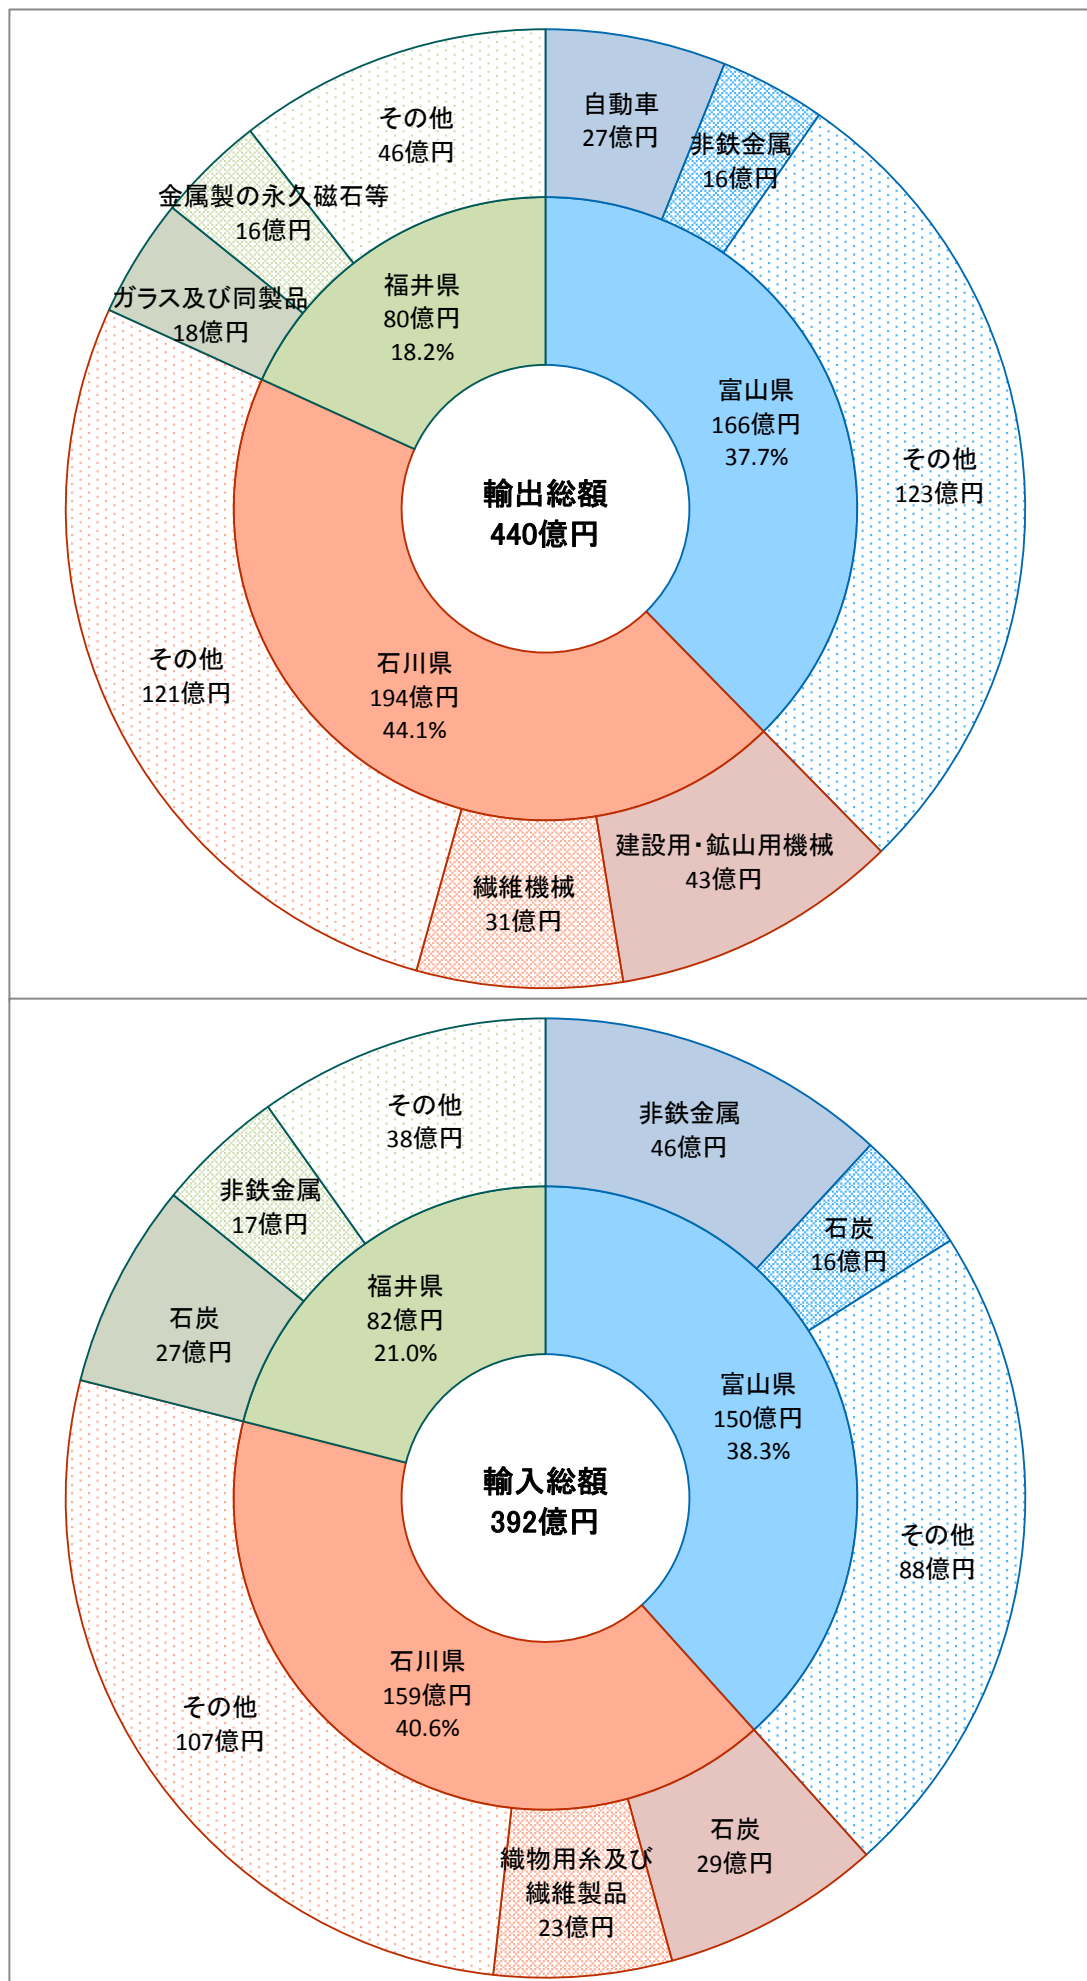 自動車
27億円
非鉄金属
16億円
その他
123億円
富山県
166億円
37.7%
建設用・鉱山用機械
43億円
繊維機械
31億円
その他
121億円
石川県
194億円
44.1%
ガラス及び同製品
18億円
金属製の永久磁石等
16億円
その他
46億円
福井県
80億円
18.2%
輸出総額
440億円
非鉄金属
46億円
石炭
16億円
その他
88億円
富山県
150億円
38.3%
石炭
29億円
織物用糸及び
繊維製品
23億円
その他
107億円
石川県
159億円
40.6%
石炭
27億円
非鉄金属
17億円
その他
38億円
福井県
82億円
21.0%
輸入総額
392億円